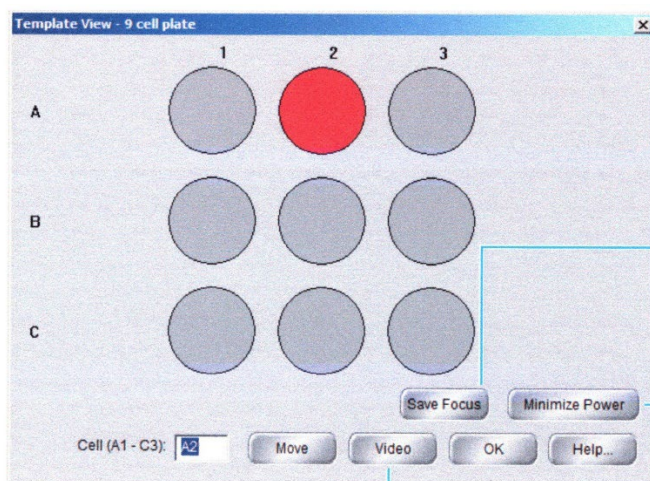 Template View - 9 cell plate
1 2 3
A
B
C
Save Focus Minimize Power
Cell (A1 - C3): A2 Move Video OK Help...